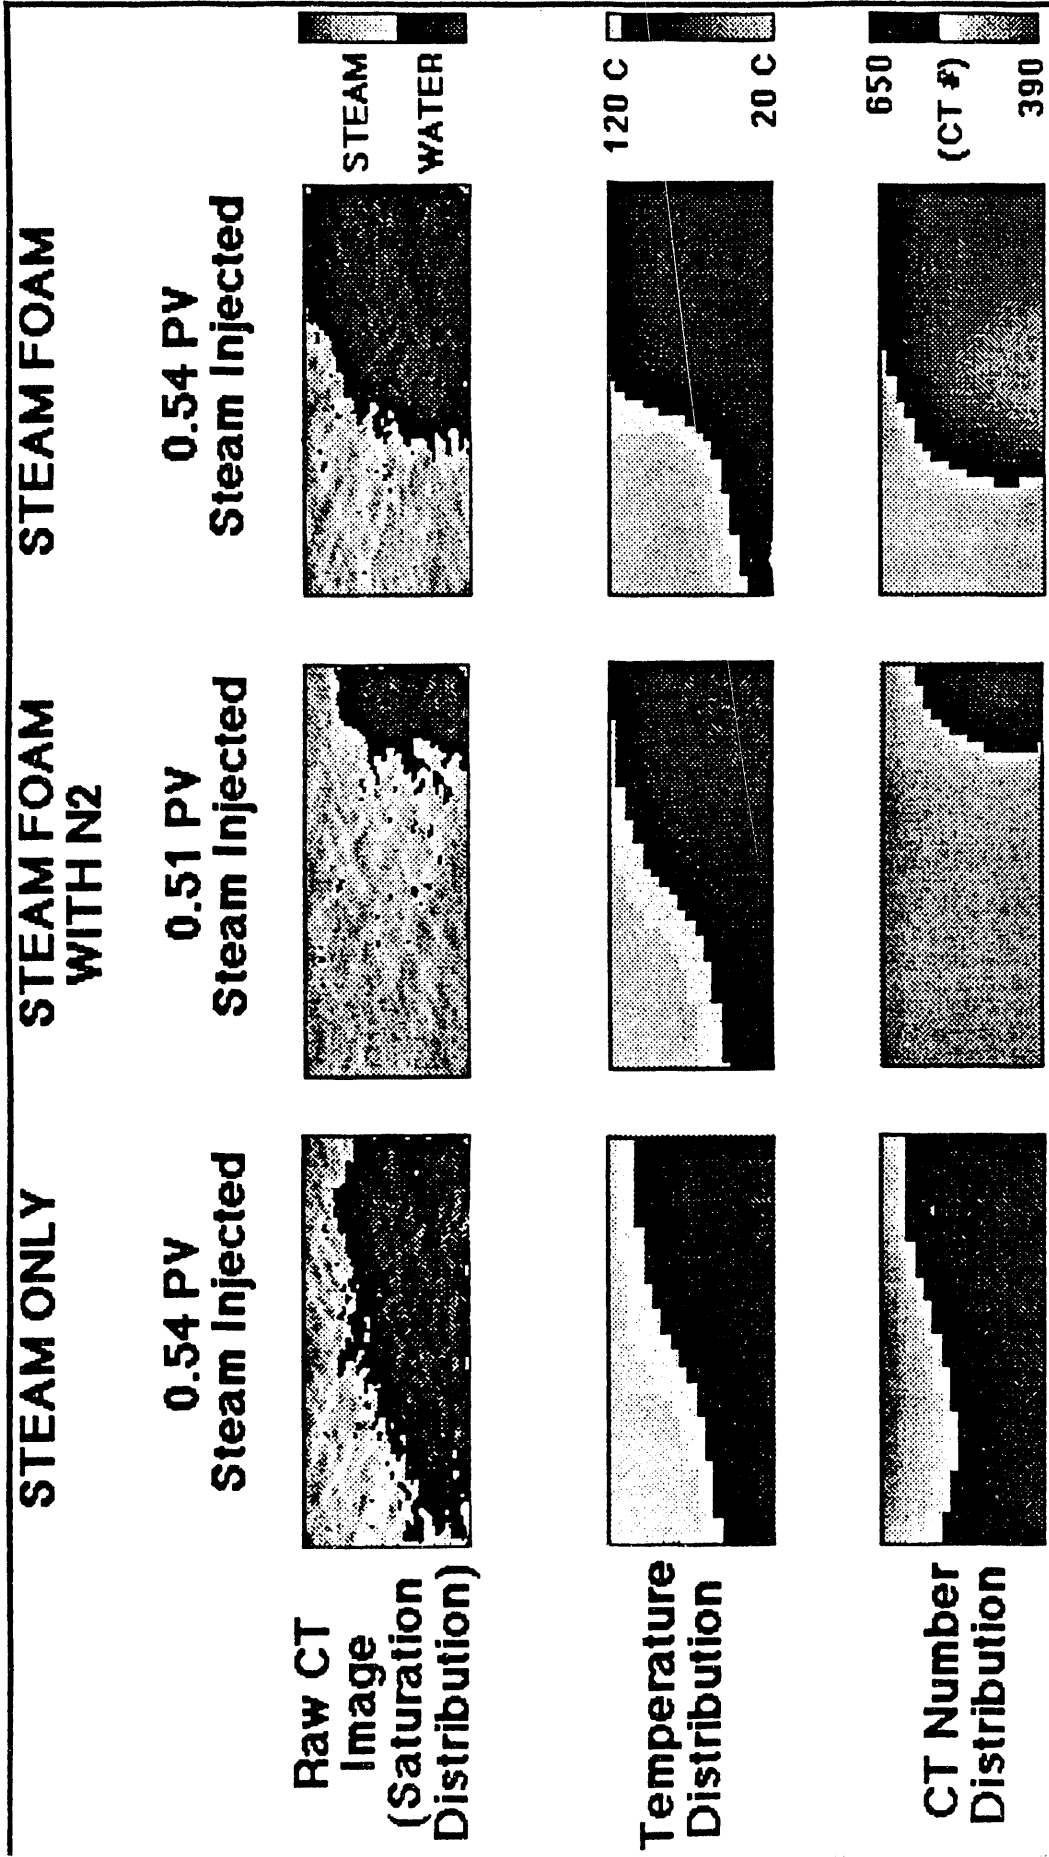 STEAM ONLY
STEAM FOAM
WITH N2
STEAM FOAM
0.54 PV
Steam Injected
0.51 PV
Steam Injected
0.54 PV
Steam Injected
Raw CT
Image
(Saturation
Distribution)
STEAM
WATER
Temperature
Distribution
120 C
20 C
CT Number
Distribution
650
(CT #)
390